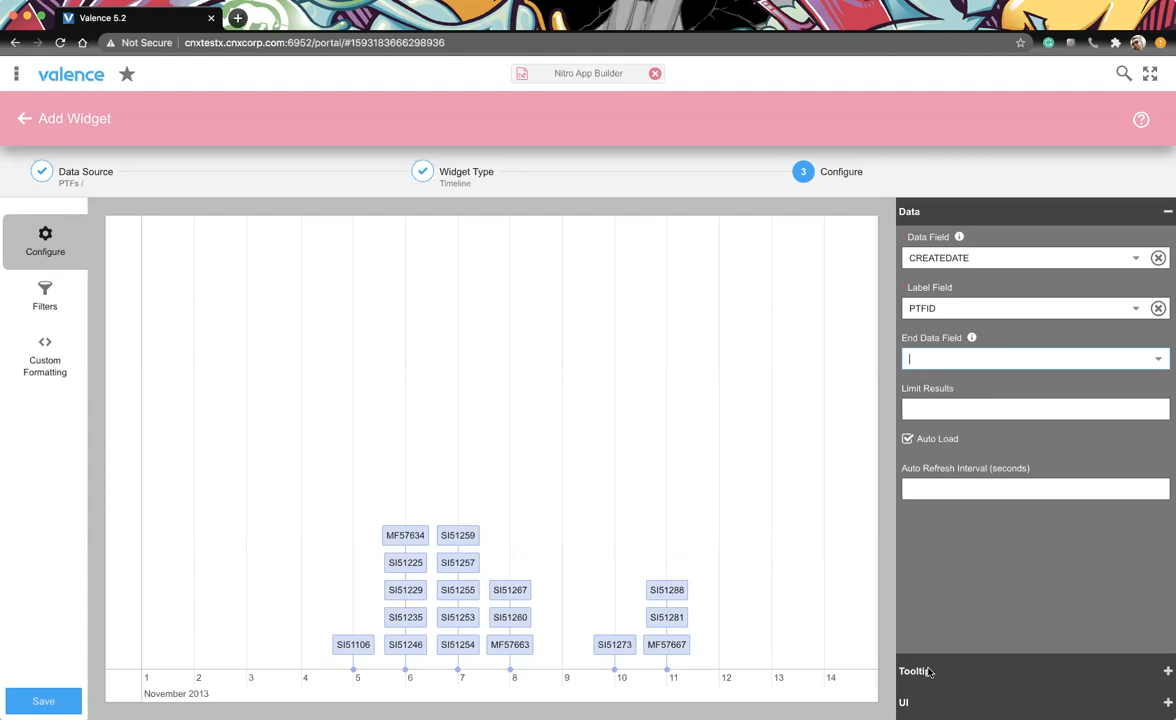 Valence 5.2
Not Secure cnxtestx.cnxcorp.com:6952/portal/#1593183666298936
valence
Nitro App Builder
Add Widget
Data Source
PTFs /
Widget Type
Timeline
3 Configure
Configure
Filters
Custom
Formatting
Save
MF57634 SI51259
SI51225 SI51257
SI51229 SI51255 SI51267 SI51288
SI51235 SI51253 SI51260 SI51281
SI51106 SI51246 SI51254 MF57663 SI51273 MF57667
1 2 3 4 5 6 7 8 9 10 11 12 13 14
November 2013
Data
* Data Field
CREATEDATE
* Label Field
PTFID
End Data Field
Limit Results
Auto Load
Auto Refresh Interval (seconds)
Tooltip
UI